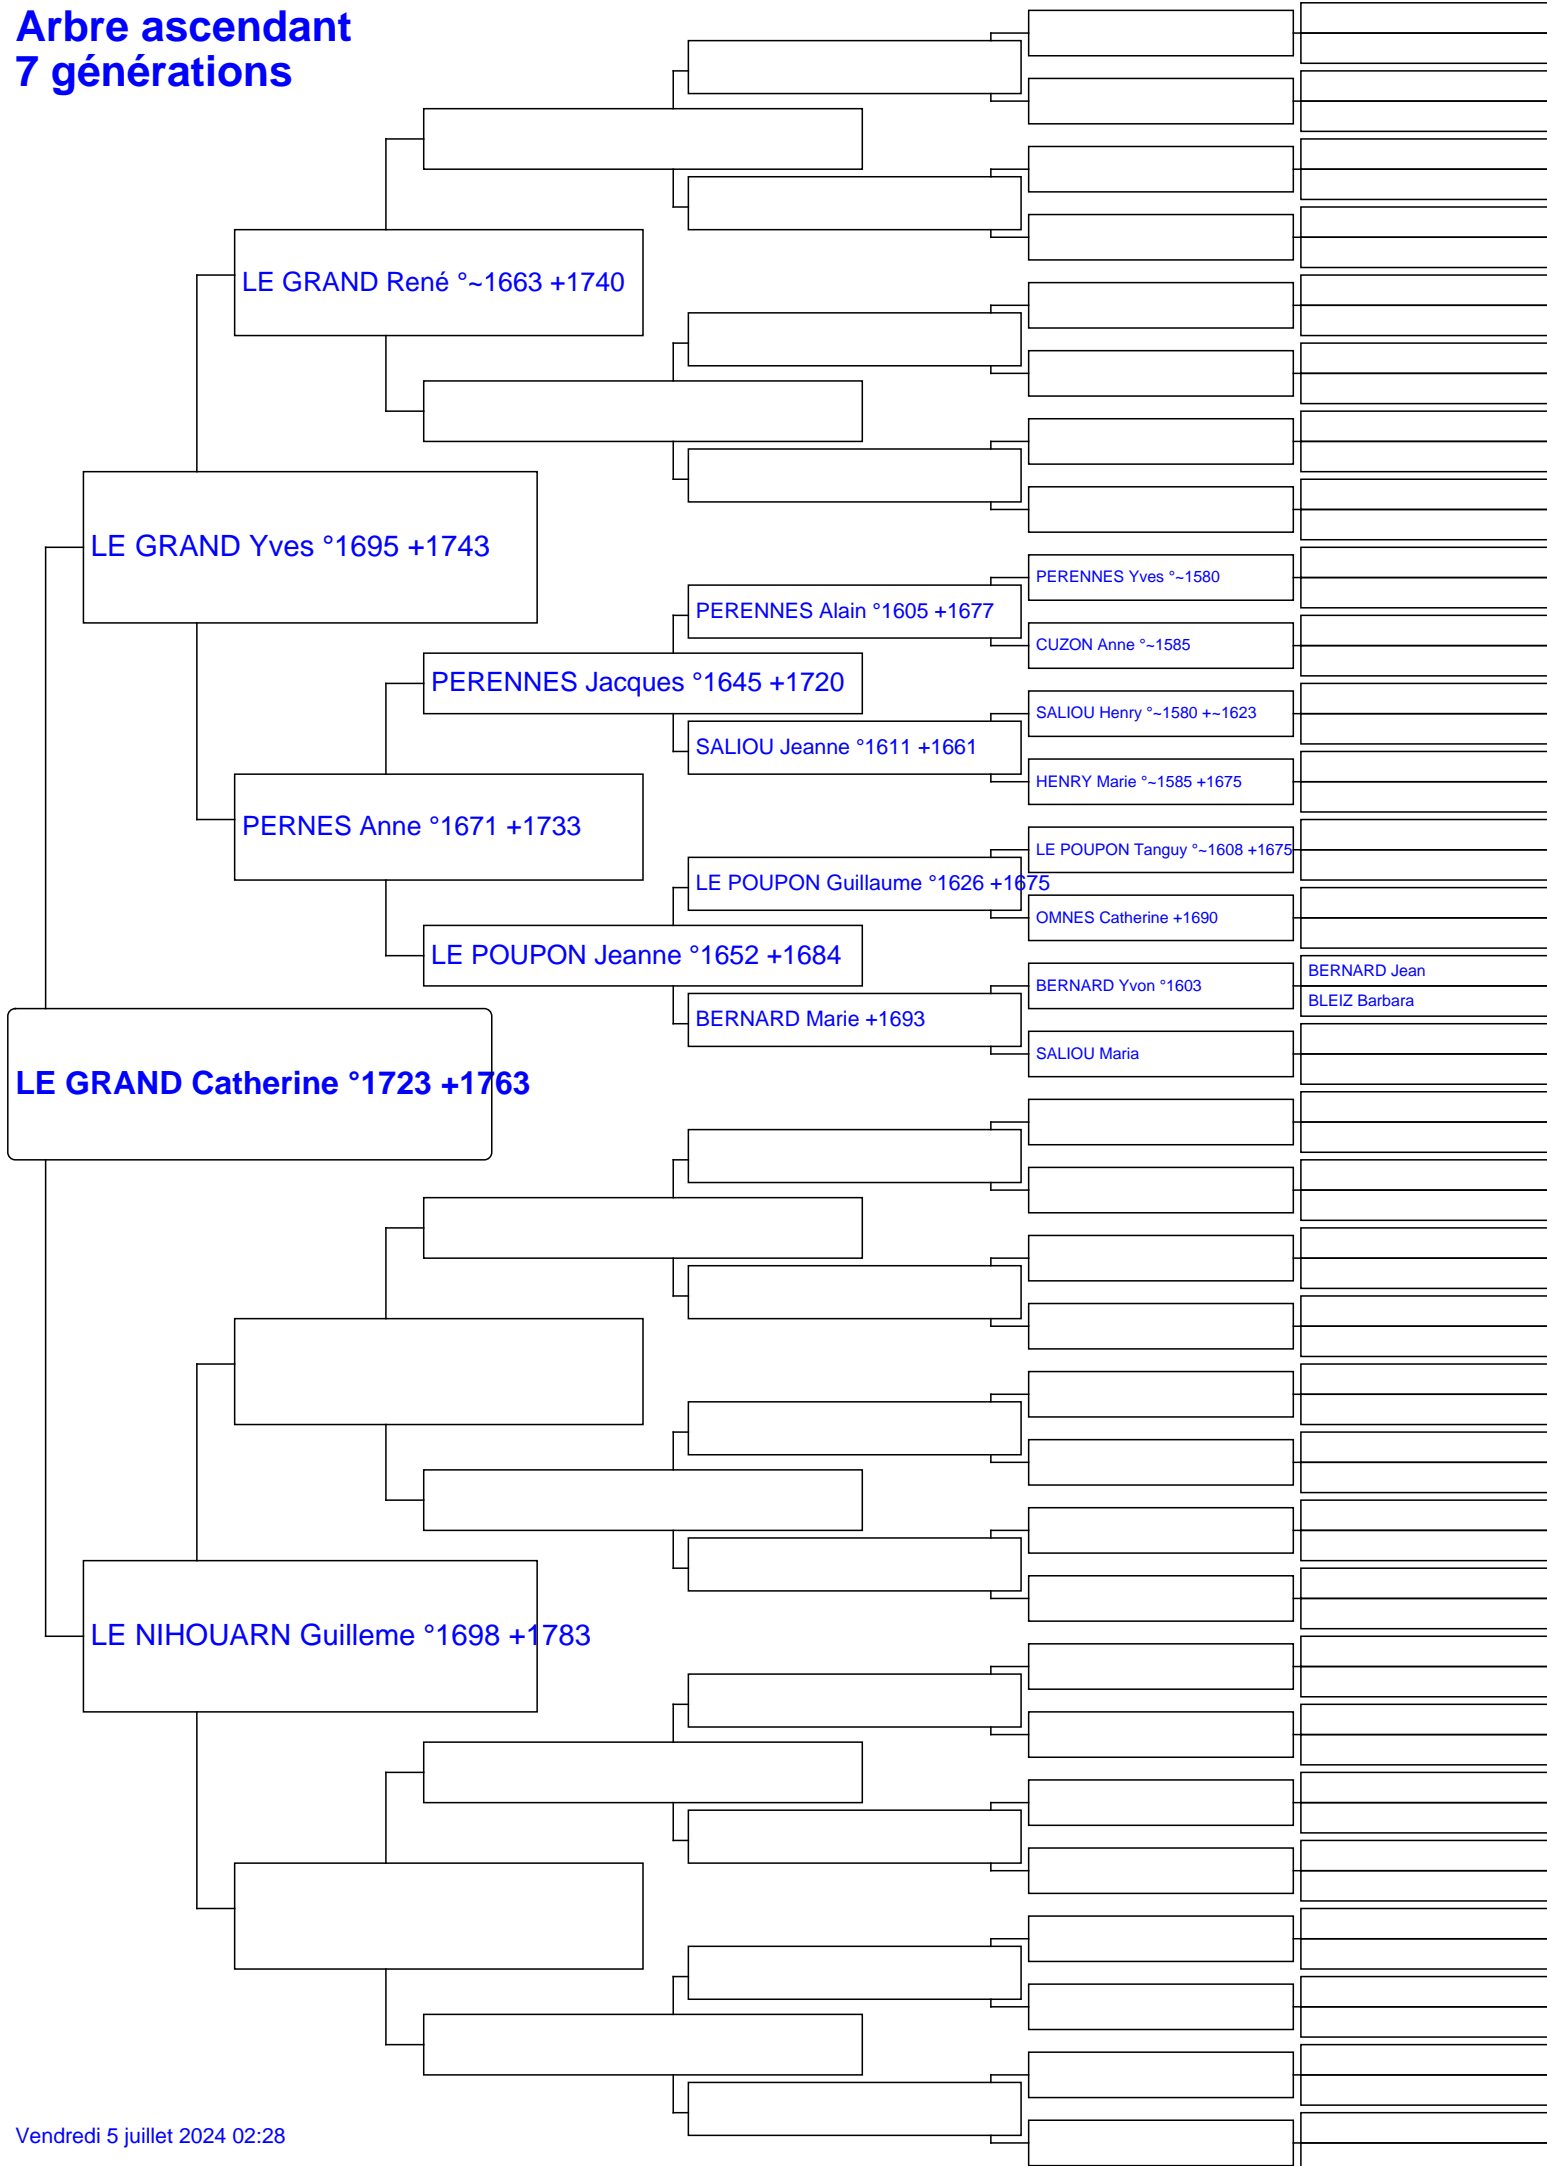 Arbre ascendant
7 générations
LE GRAND René °~1663 +1740
LE GRAND Yves °1695 +1743
PERENNES Yves °~1580
PERENNES Alain °1605 +1677
CUZON Anne °~1585
PERENNES Jacques °1645 +1720
SALIOU Henry °~1580 +~1623
SALIOU Jeanne °1611 +1661
HENRY Marie °~1585 +1675
PERNES Anne °1671 +1733
LE POUPON Tanguy °~1608 +1675
LE POUPON Guillaume °1626 +1675
OMNES Catherine +1690
LE POUPON Jeanne °1652 +1684
BERNARD Jean
BERNARD Yvon °1603
BLEIZ Barbara
BERNARD Marie +1693
SALIOU Maria
LE GRAND Catherine °1723 +1763
LE NIHOUARN Guilleme °1698 +1783
Vendredi 5 juillet 2024 02:28